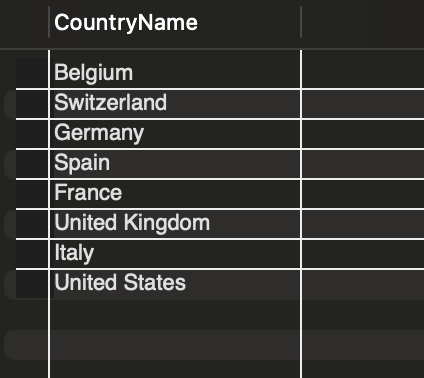 CountryName
Belgium
Switzerland
Germany
Spain
France
United Kingdom
Italy
United States